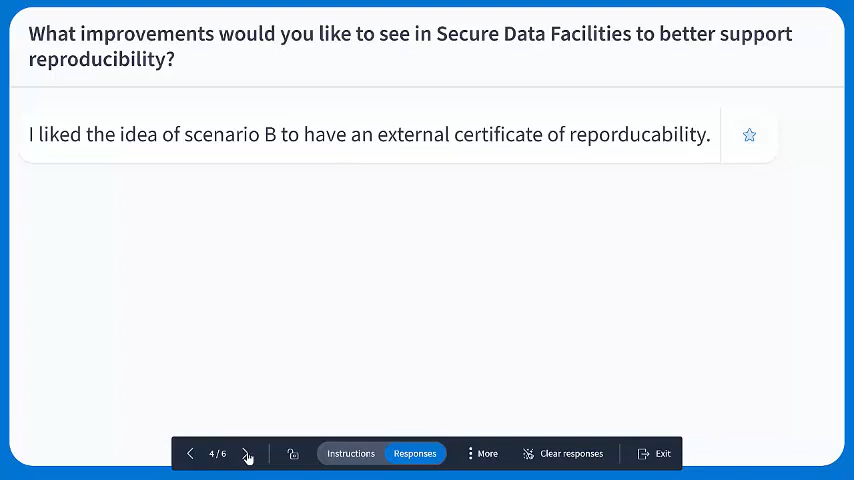 What improvements would you like to see in Secure Data Facilities to better support
reproducibility?
I liked the idea of scenario B to have an external certificate of reporducability.
4 / 6
Instructions
Responses
More
Clear responses
Exit